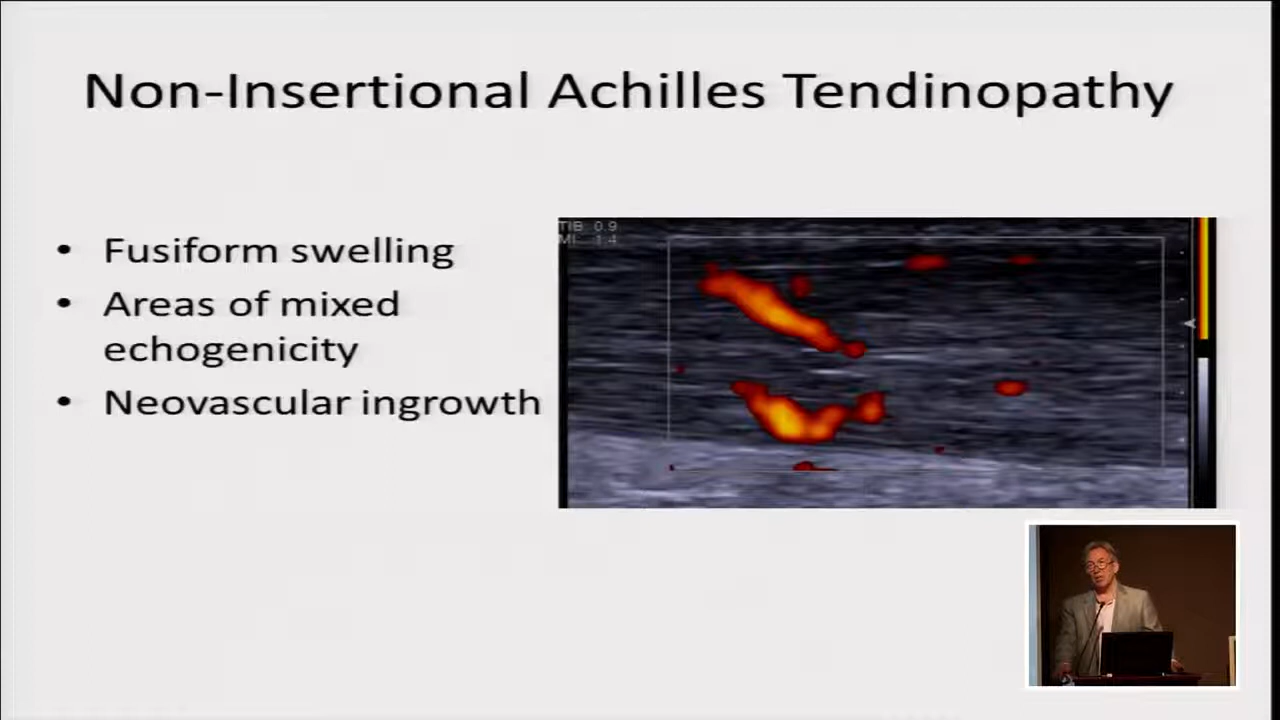 Non-Insertional Achilles Tendinopathy
• Fusiform swelling
• Areas of mixed
echogenicity
• Neovascular ingrowth
TIB 0.9
MI 1.4